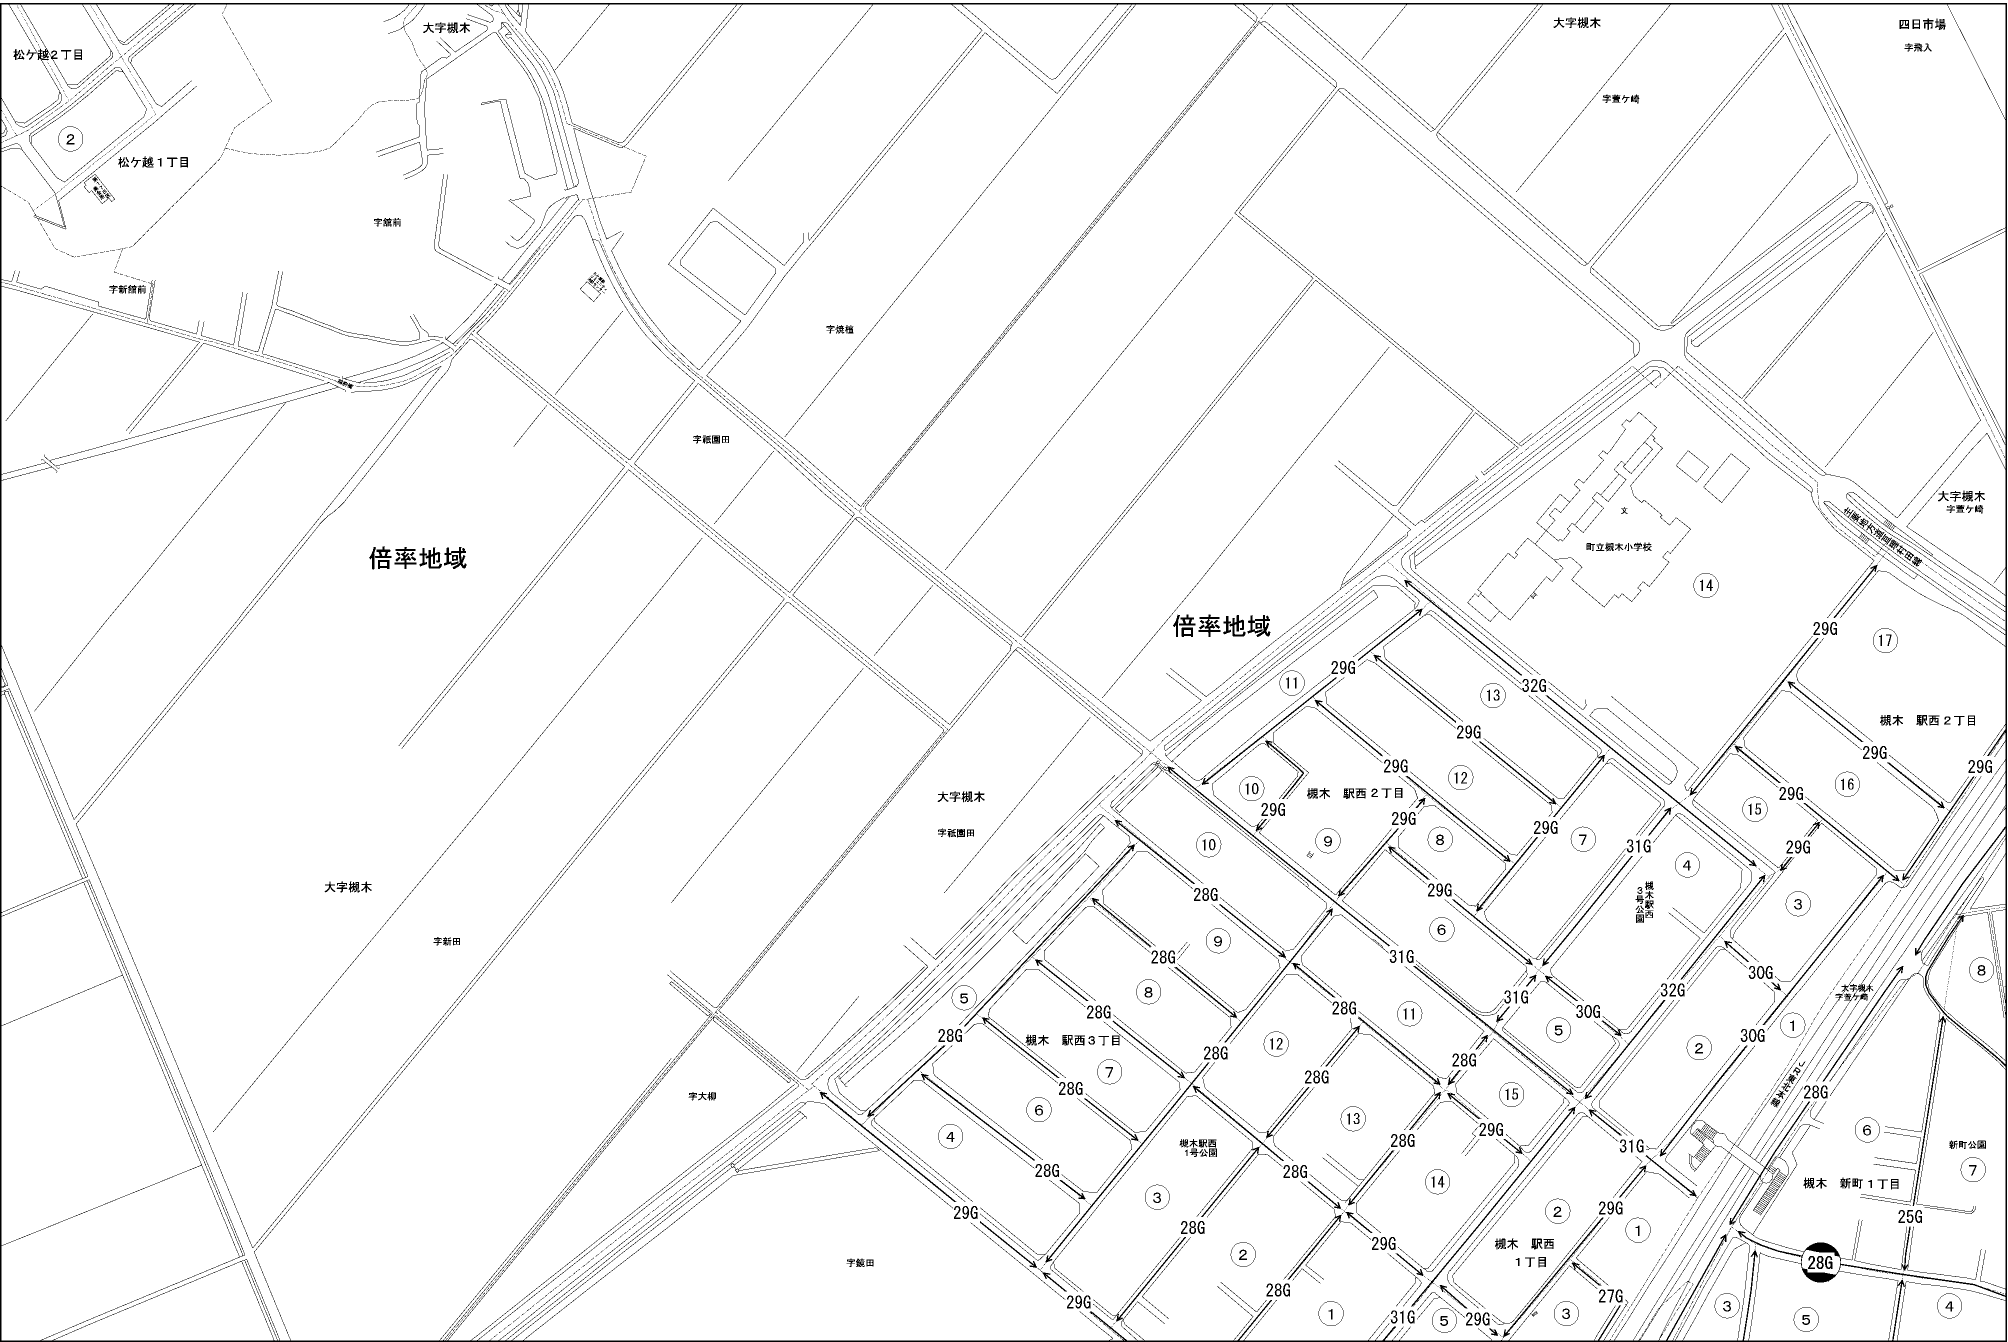 大字槻木
大字槻木
四日市場
字飛入
松ケ越２丁目
字萱ケ崎
②
松ケ越１丁目
字舘前
字新舘前
字焼檀
字祇園田
大字槻木
字萱ケ崎
文
町立槻木小学校
倍率地域
⑭
倍率地域
29G
⑰
29G
⑪
32G
⑬
槻木　駅西２丁目
29G
29G
29G
29G
⑫
⑯
⑩
槻木　駅西２丁目
29G
⑮
大字槻木
29G
29G
字祇園田
29G
⑦
⑨
⑧
⑩
31G
29G
④
大字槻木
28G
29G
槻木駅西
３号公園
③
⑥
字新田
⑨
28G
31G
30G
⑧
⑧
32G
大字槻木
字萱ケ崎
⑤
31G
28G
28G
⑪
30G
①
⑤
28G
槻木　駅西３丁目
⑫
30G
②
28G
28G
⑦
28G
28G
28G
⑮
字大柳
⑥
⑬
⑥
④
29G
28G
槻木駅西
１号公園
31G
新町公園
28G
28G
⑦
⑭
槻木　新町１丁目
③
29G
②
29G
25G
28G
①
29G
槻木　駅西
１丁目
②
字鏡田
28G
28G
27G
29G
①
31G
⑤
29G
③
③
⑤
④